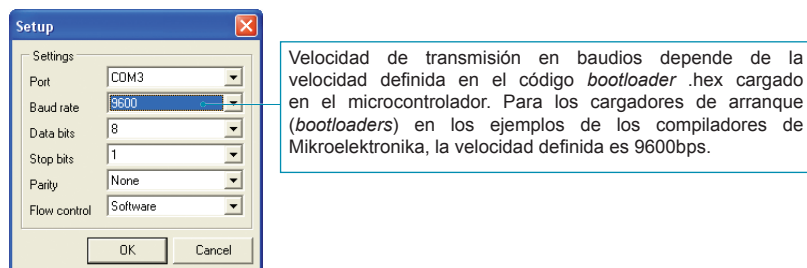 Setup
Settings
Port COM3
Baud rate 9600
Data bits 8
Stop bits 1
Parity None
Flow control Software
OK Cancel
Velocidad de transmisión en baudios depende de la
velocidad definida en el código bootloader .hex cargado
en el microcontrolador. Para los cargadores de arranque
(bootloaders) en los ejemplos de los compiladores de
Mikroelektronika, la velocidad definida es 9600bps.